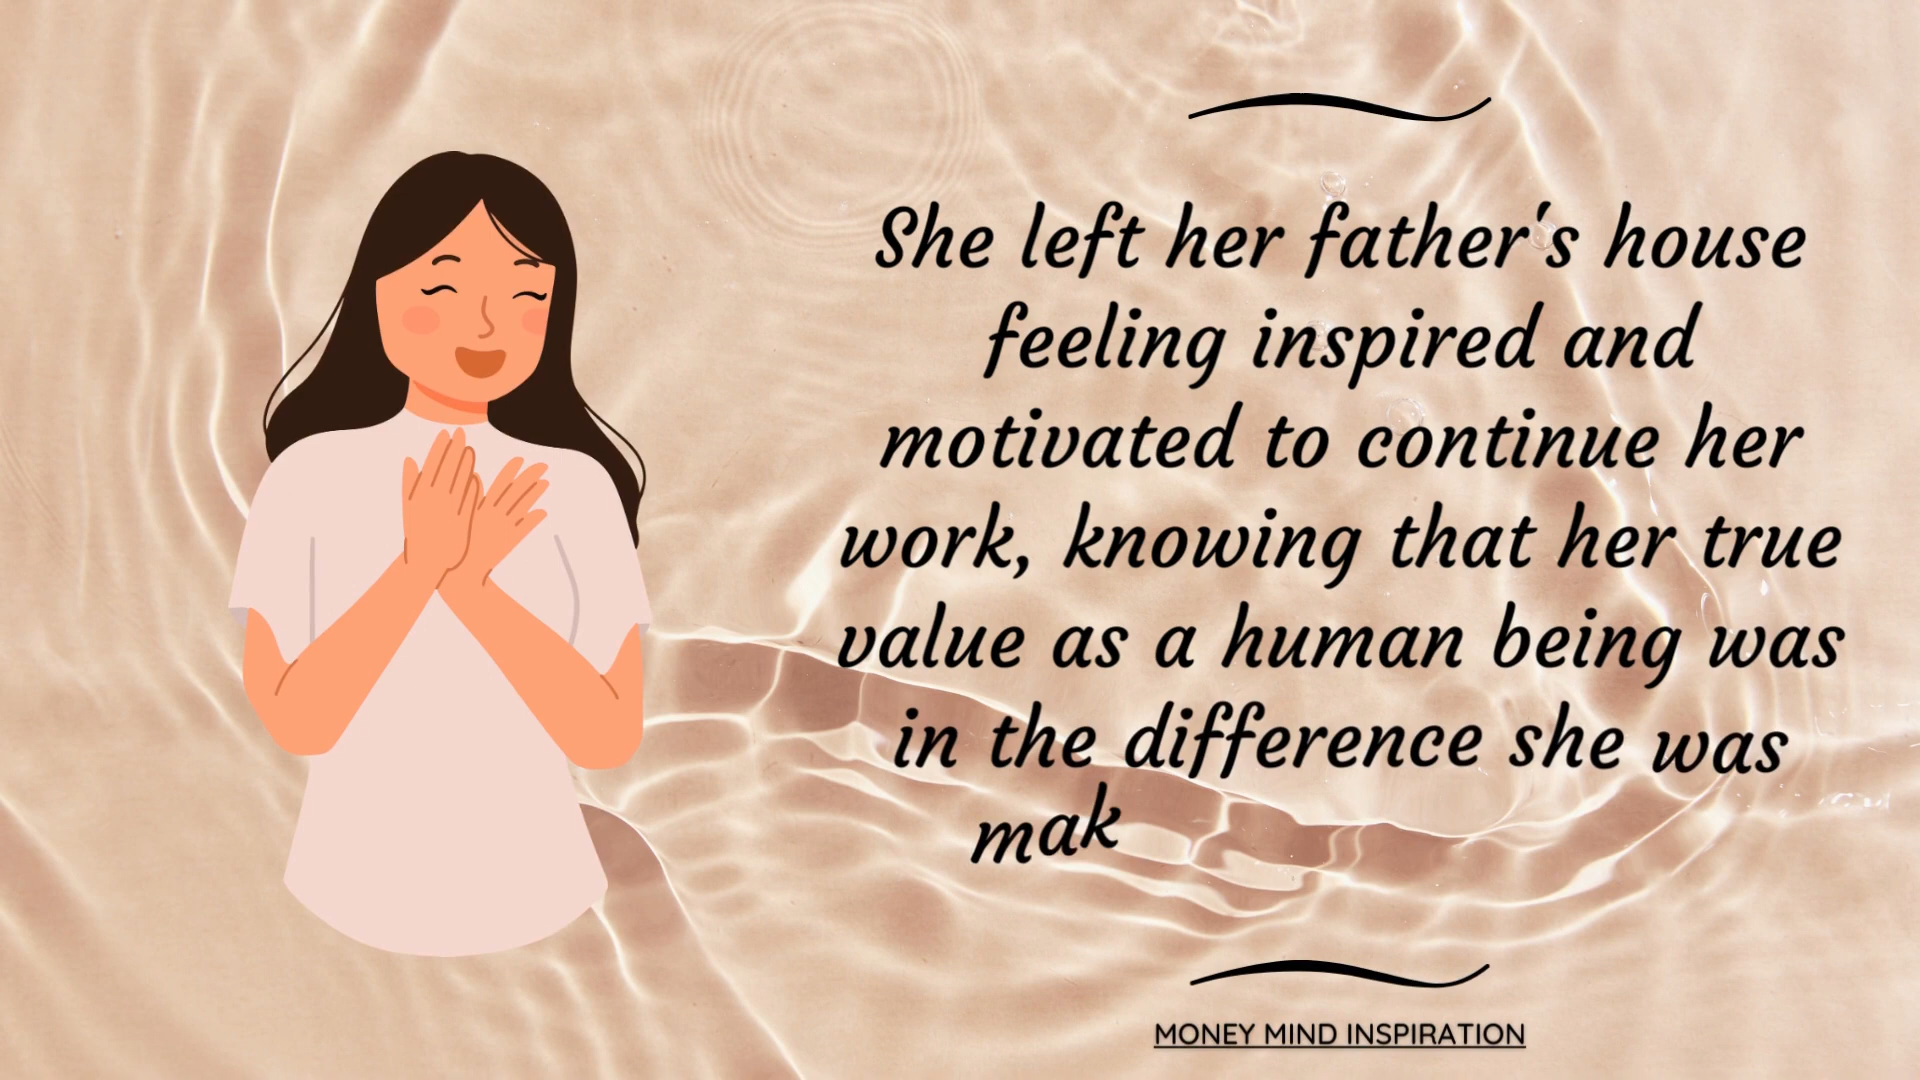 She left her father's house
feeling inspired and
motivated to continue her
work, knowing that her true
value as a human being was
in the difference she was
mak
MONEY MIND INSPIRATION